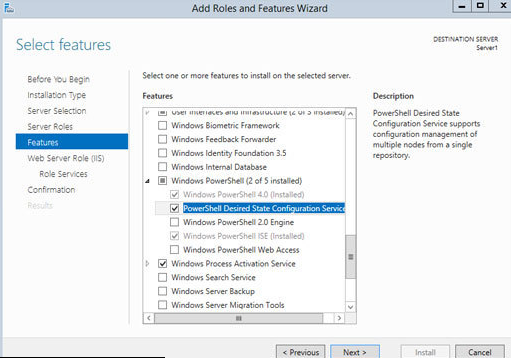 Add Roles and Features Wizard
Select features
DESTINATION SERVER
Server1
Before You Begin
Installation Type
Server Selection
Server Roles
Features
Web Server Role (IIS)
Role Services
Confirmation
Results
Select one or more features to install on the selected server.
Features
User Interfaces and Infrastructure (2 of 5 installed)
Windows Biometric Framework
Windows Feedback Forwarder
Windows Identity Foundation 3.5
Windows Internal Database
Windows PowerShell (2 of 5 installed)
Windows PowerShell 4.0 (Installed)
PowerShell Desired State Configuration Service
Windows PowerShell 2.0 Engine
Windows PowerShell ISE (Installed)
Windows PowerShell Web Access
Windows Process Activation Service
Windows Search Service
Windows Server Backup
Windows Server Migration Tools
Description
PowerShell Desired State
Configuration Service supports
configuration management of
multiple nodes from a single
repository.
< Previous
Next >
Install
Cancel